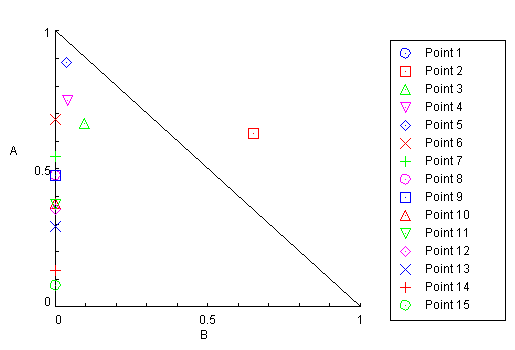 1
A
0.5
0
0
0.5
1
B
Point 1
Point 2
Point 3
Point 4
Point 5
Point 6
Point 7
Point 8
Point 9
Point 10
Point 11
Point 12
Point 13
Point 14
Point 15